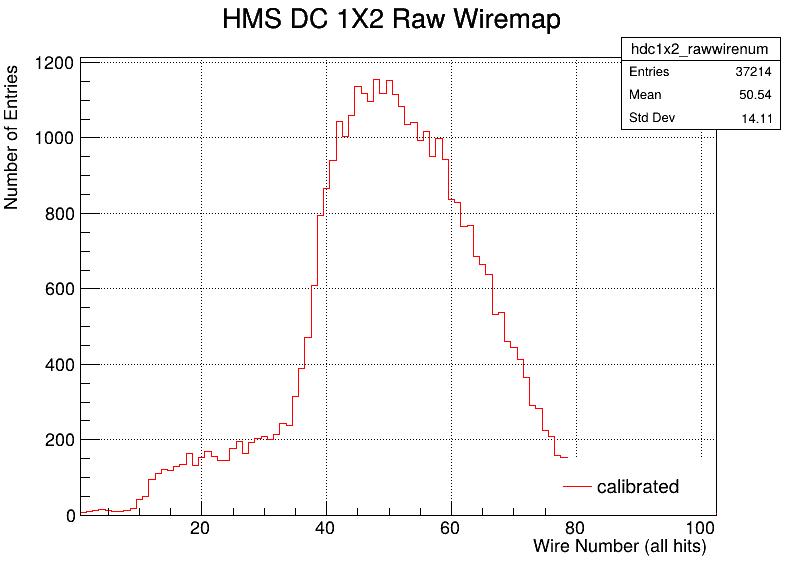 HMS DC 1X2 Raw Wiremap
hdc1x2_rawwirenum
Entries 37214
Mean 50.54
Std Dev 14.11
Number of Entries
1200
1000
800
600
400
200
0
calibrated
20 40 60 80 100
Wire Number (all hits)